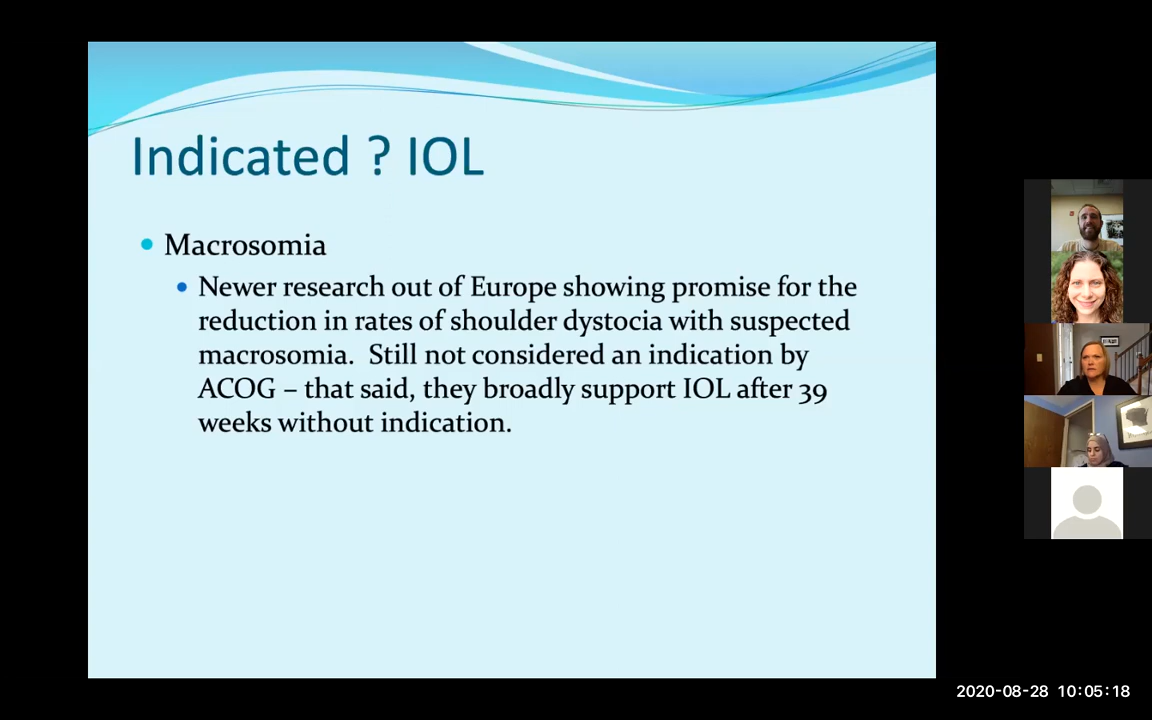 Indicated ? IOL
Macrosomia
Newer research out of Europe showing promise for the
reduction in rates of shoulder dystocia with suspected
macrosomia.  Still not considered an indication by
ACOG – that said, they broadly support IOL after 39
weeks without indication.
2020-08-28 10:05:18